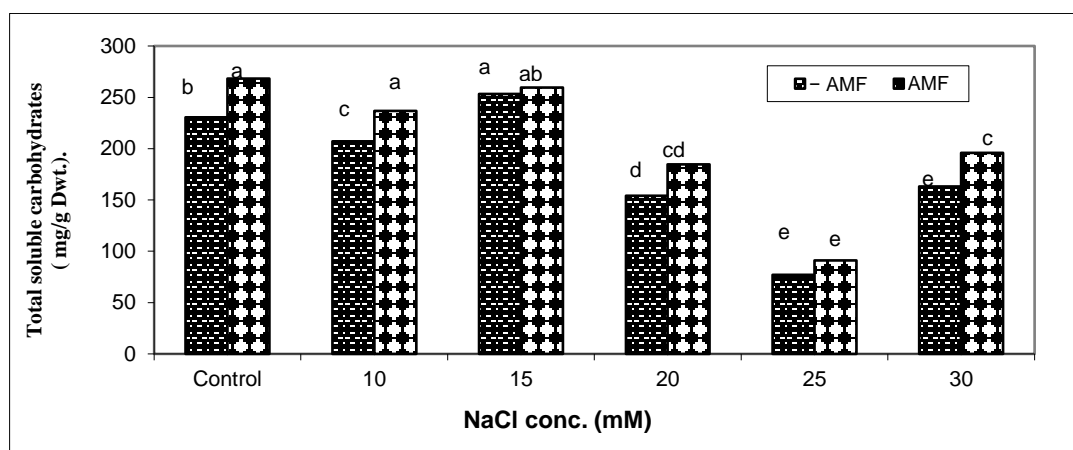 Total soluble carbohydrates
( mg/g Dwt.).
300
250
200
150
100
50
0
b
a
c
a
a
ab
d
cd
e
e
e
c
– AMF
AMF
Control
10
15
20
25
30
NaCl conc. (mM)